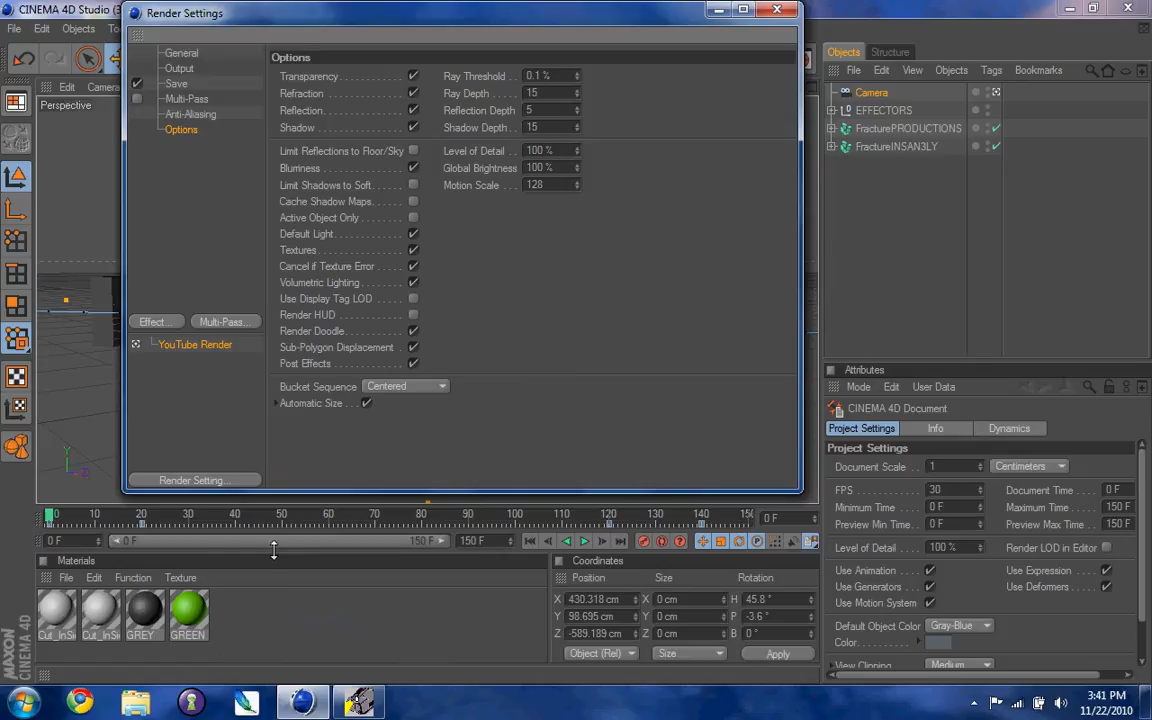 CINEMA 4D Studio (3
Render Settings
File Edit Objects
Edit Camera
Perspective
General
Output
Save
Multi-Pass
Anti-Aliasing
Options
Effect... Multi-Pass...
YouTube Render
Render Setting...
Options
Transparency Ray Threshold 0.1 %
Refraction Ray Depth 15
Reflection Reflection Depth 5
Shadow Shadow Depth 15
Limit Reflections to Floor/Sky Level of Detail 100 %
Blurriness Global Brightness 100 %
Limit Shadows to Soft Motion Scale 128
Cache Shadow Maps
Active Object Only
Default Light
Textures
Cancel if Texture Error
Volumetric Lighting
Use Display Tag LOD
Render HUD
Render Doodle
Sub-Polygon Displacement
Post Effects
Bucket Sequence Centered
Automatic Size
Objects Structure
File Edit View Objects Tags Bookmarks
Camera
EFFECTORS
FracturePRODUCTIONS
FractureINSAN3LY
Attributes
Mode Edit User Data
CINEMA 4D Document
Project Settings Info Dynamics
Project Settings
Document Scale 1 Centimeters
FPS 30 Document Time 0 F
Minimum Time 0 F Maximum Time 150 F
Preview Min Time 0 F Preview Max Time 150 F
Level of Detail 100 % Render LOD in Editor
Use Animation Use Expression
Use Generators Use Deformers
Use Motion System
Default Object Color Gray-Blue
Color
View Clipping Medium
0 10 20 30 40 50 60 70 80 90 100 110 120 130 140 0 F
0 F 0 F 150 F 150 F
Materials
File Edit Function Texture
Cut_InSi Cut_InSi GREY GREEN
Coordinates
Position Size Rotation
X 430.318 cm X 0 cm H 45.8 °
Y 98.695 cm Y 0 cm P -3.6 °
Z -589.189 cm Z 0 cm B 0 °
Object (Rel) Size Apply
MAXON
CINEMA 4D
3:41 PM
11/22/2010